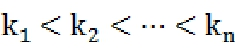 k₁ < k₂ < ⋯ < kₙ